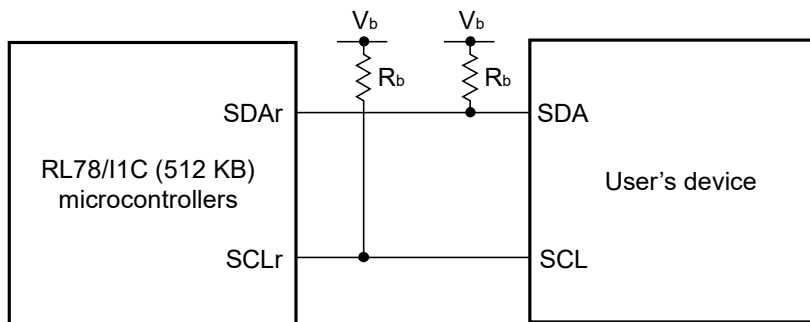 Vb
Vb
Rb
Rb
SDAr
SDA
RL78/I1C (512 KB)
microcontrollers
User’s device
SCLr
SCL